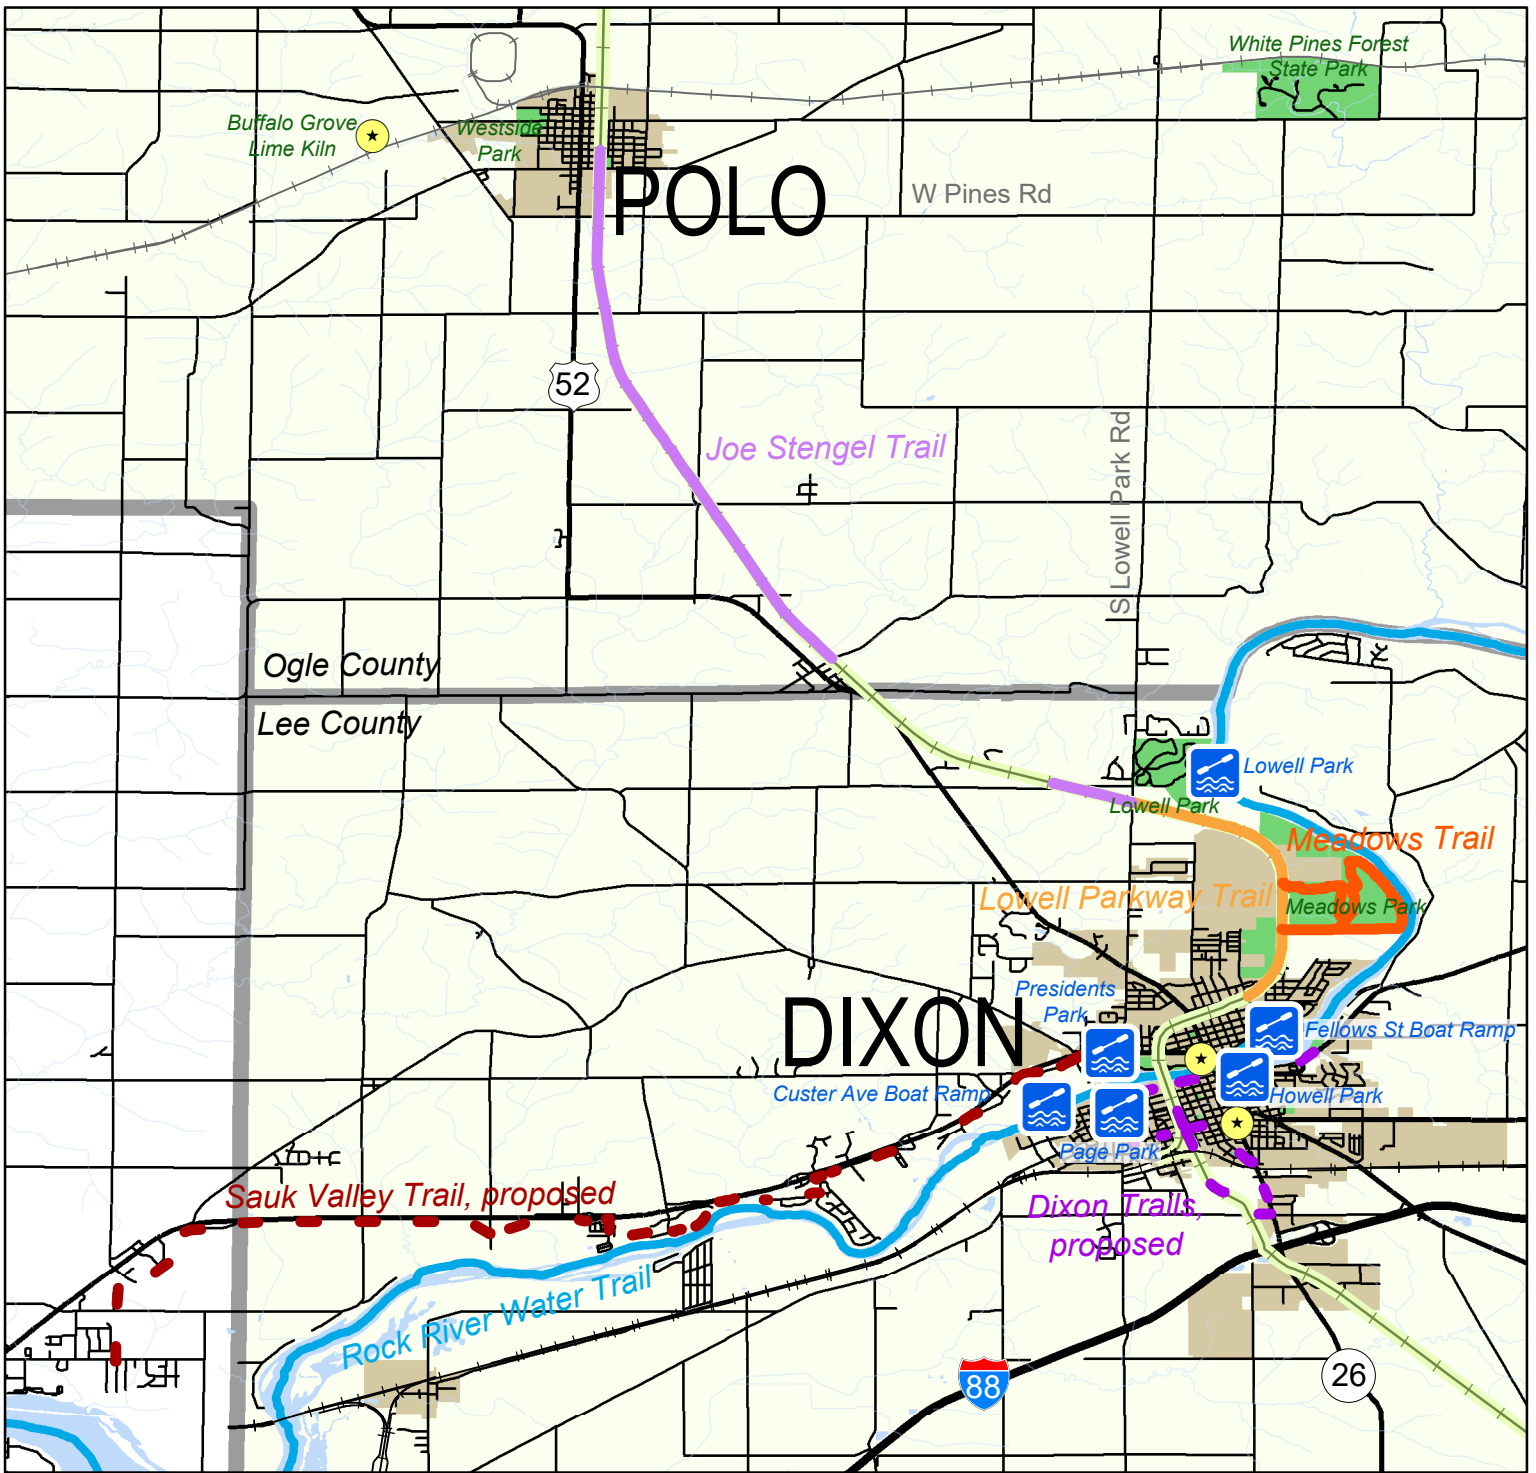 White Pines Forest
State Park
Buffalo Grove
Lime Kiln
Westside
Park
POLO
W Pines Rd
52
Joe Stengel Trail
S Lowell Park Rd
Ogle County
Lee County
Lowell Park
Lowell Park
Meadows Trail
Lowell Parkway Trail
Meadows Park
Presidents
Park
DIXON
Fellows St Boat Ramp
Custer Ave Boat Ramp
Howell Park
Page Park
Sauk Valley Trail, proposed
Dixon Trails,
proposed
Rock River Water Trail
88
26